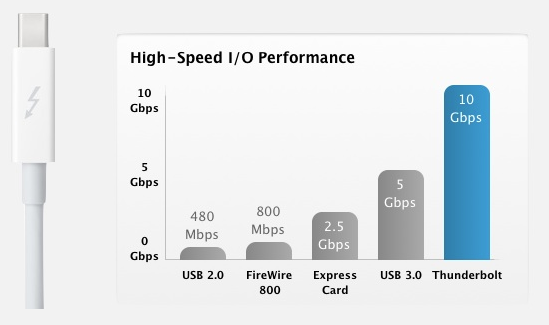 High-Speed I/O Performance
10
Gbps
5
Gbps
0
Gbps
480
Mbps
800
Mbps
2.5
Gbps
5
Gbps
10
Gbps
USB 2.0
FireWire
800
Express
Card
USB 3.0
Thunderbolt